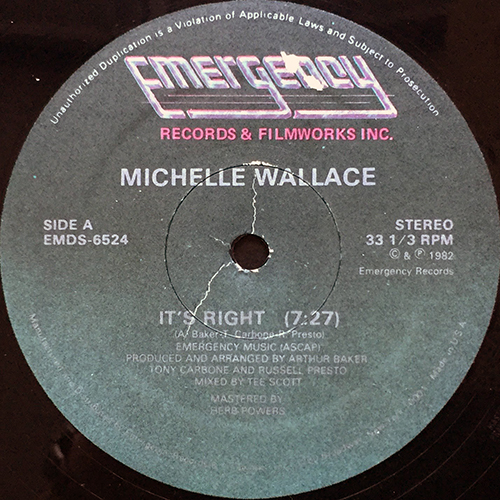 Unauthorized Duplication is a Violation of Applicable Laws and Subject to Prosecution
EMERGENCY
RECORDS & FILMWORKS INC.
MICHELLE WALLACE
SIDE A
EMDS-6524
STEREO
33 1/3 RPM
© & ℗ 1982
Emergency Records
IT'S RIGHT (7:27)
(A. Baker-T. Carbone-R. Presto)
EMERGENCY MUSIC (ASCAP)
PRODUCED AND ARRANGED BY ARTHUR BAKER
TONY CARBONE AND RUSSELL PRESTO
MIXED BY TEE SCOTT
MASTERED BY
HERB POWERS
Made in U.S.A.